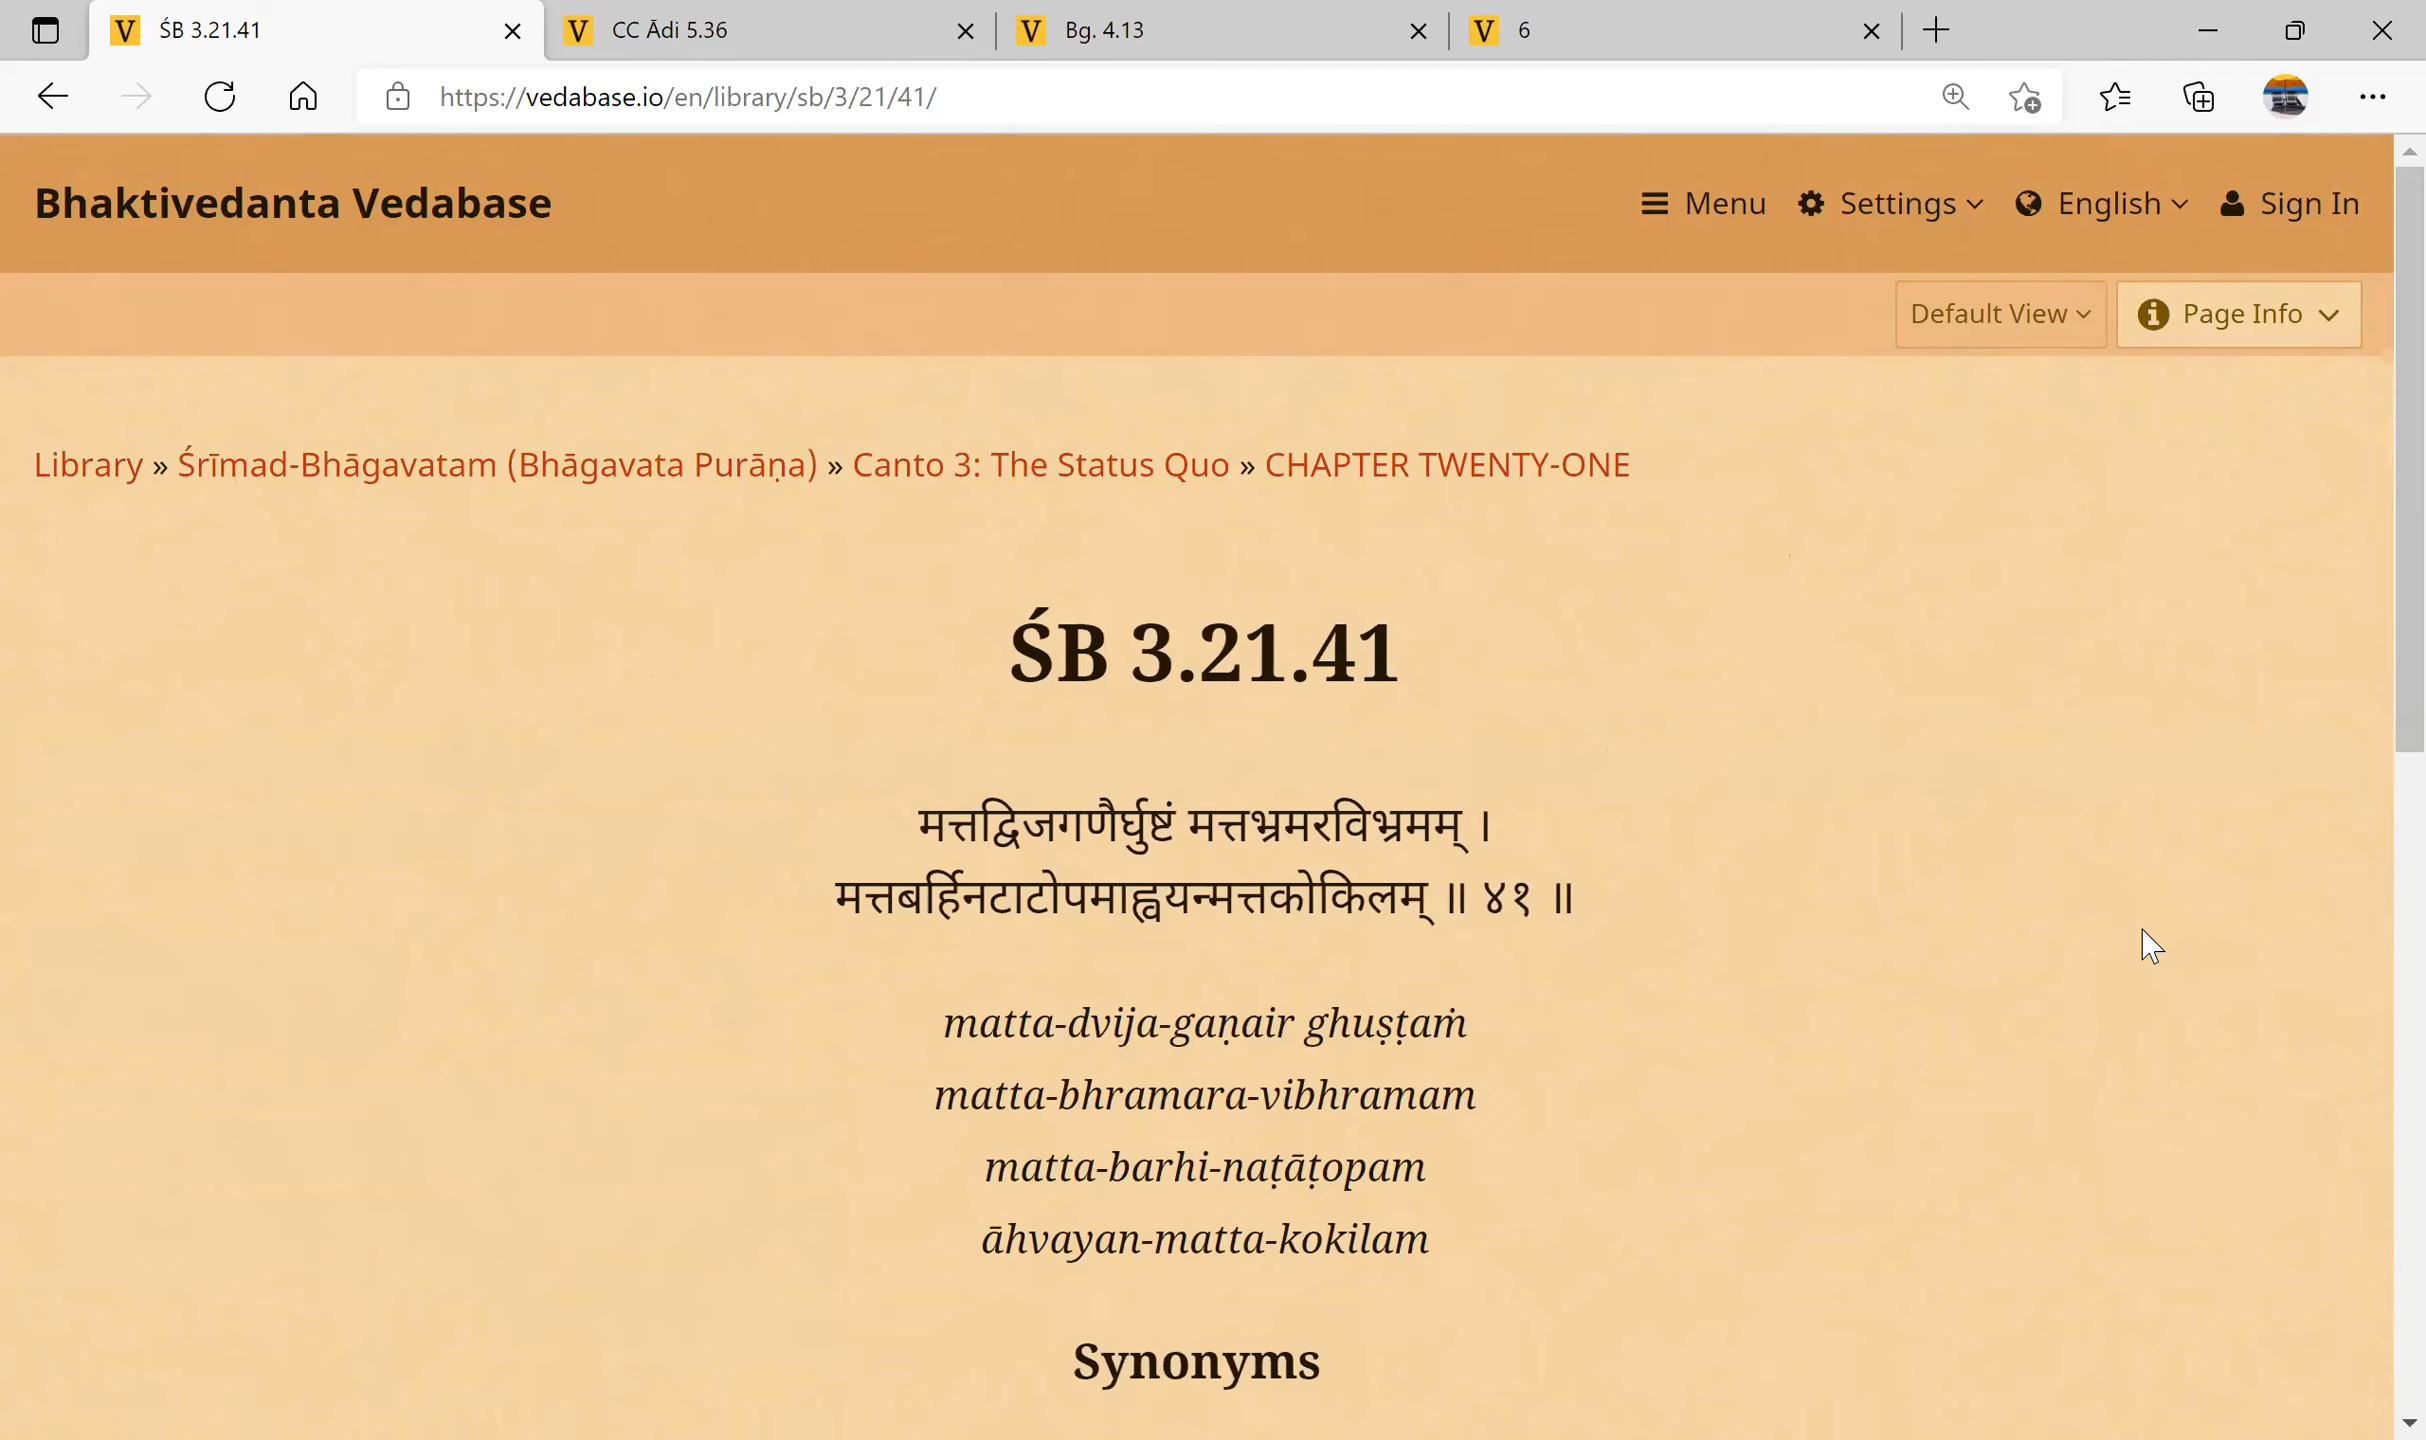 ŚB 3.21.41
CC Ādi 5.36
Bg. 4.13
6
https://vedabase.io/en/library/sb/3/21/41/
Bhaktivedanta Vedabase
Menu Settings English Sign In
Default View Page Info
Library » Śrīmad-Bhāgavatam (Bhāgavata Purāṇa) » Canto 3: The Status Quo » CHAPTER TWENTY-ONE
ŚB 3.21.41
मत्तद्विजगणैर्घुष्टं मत्तभ्रमरविभ्रमम् ।
मत्तबर्हिनटाटोपमाह्वयन्मत्तकोकिलम् ॥ ४१ ॥
matta-dvija-gaṇair ghuṣṭaṁ
matta-bhramara-vibhramam
matta-barhi-naṭāṭopam
āhvayan-matta-kokilam
Synonyms